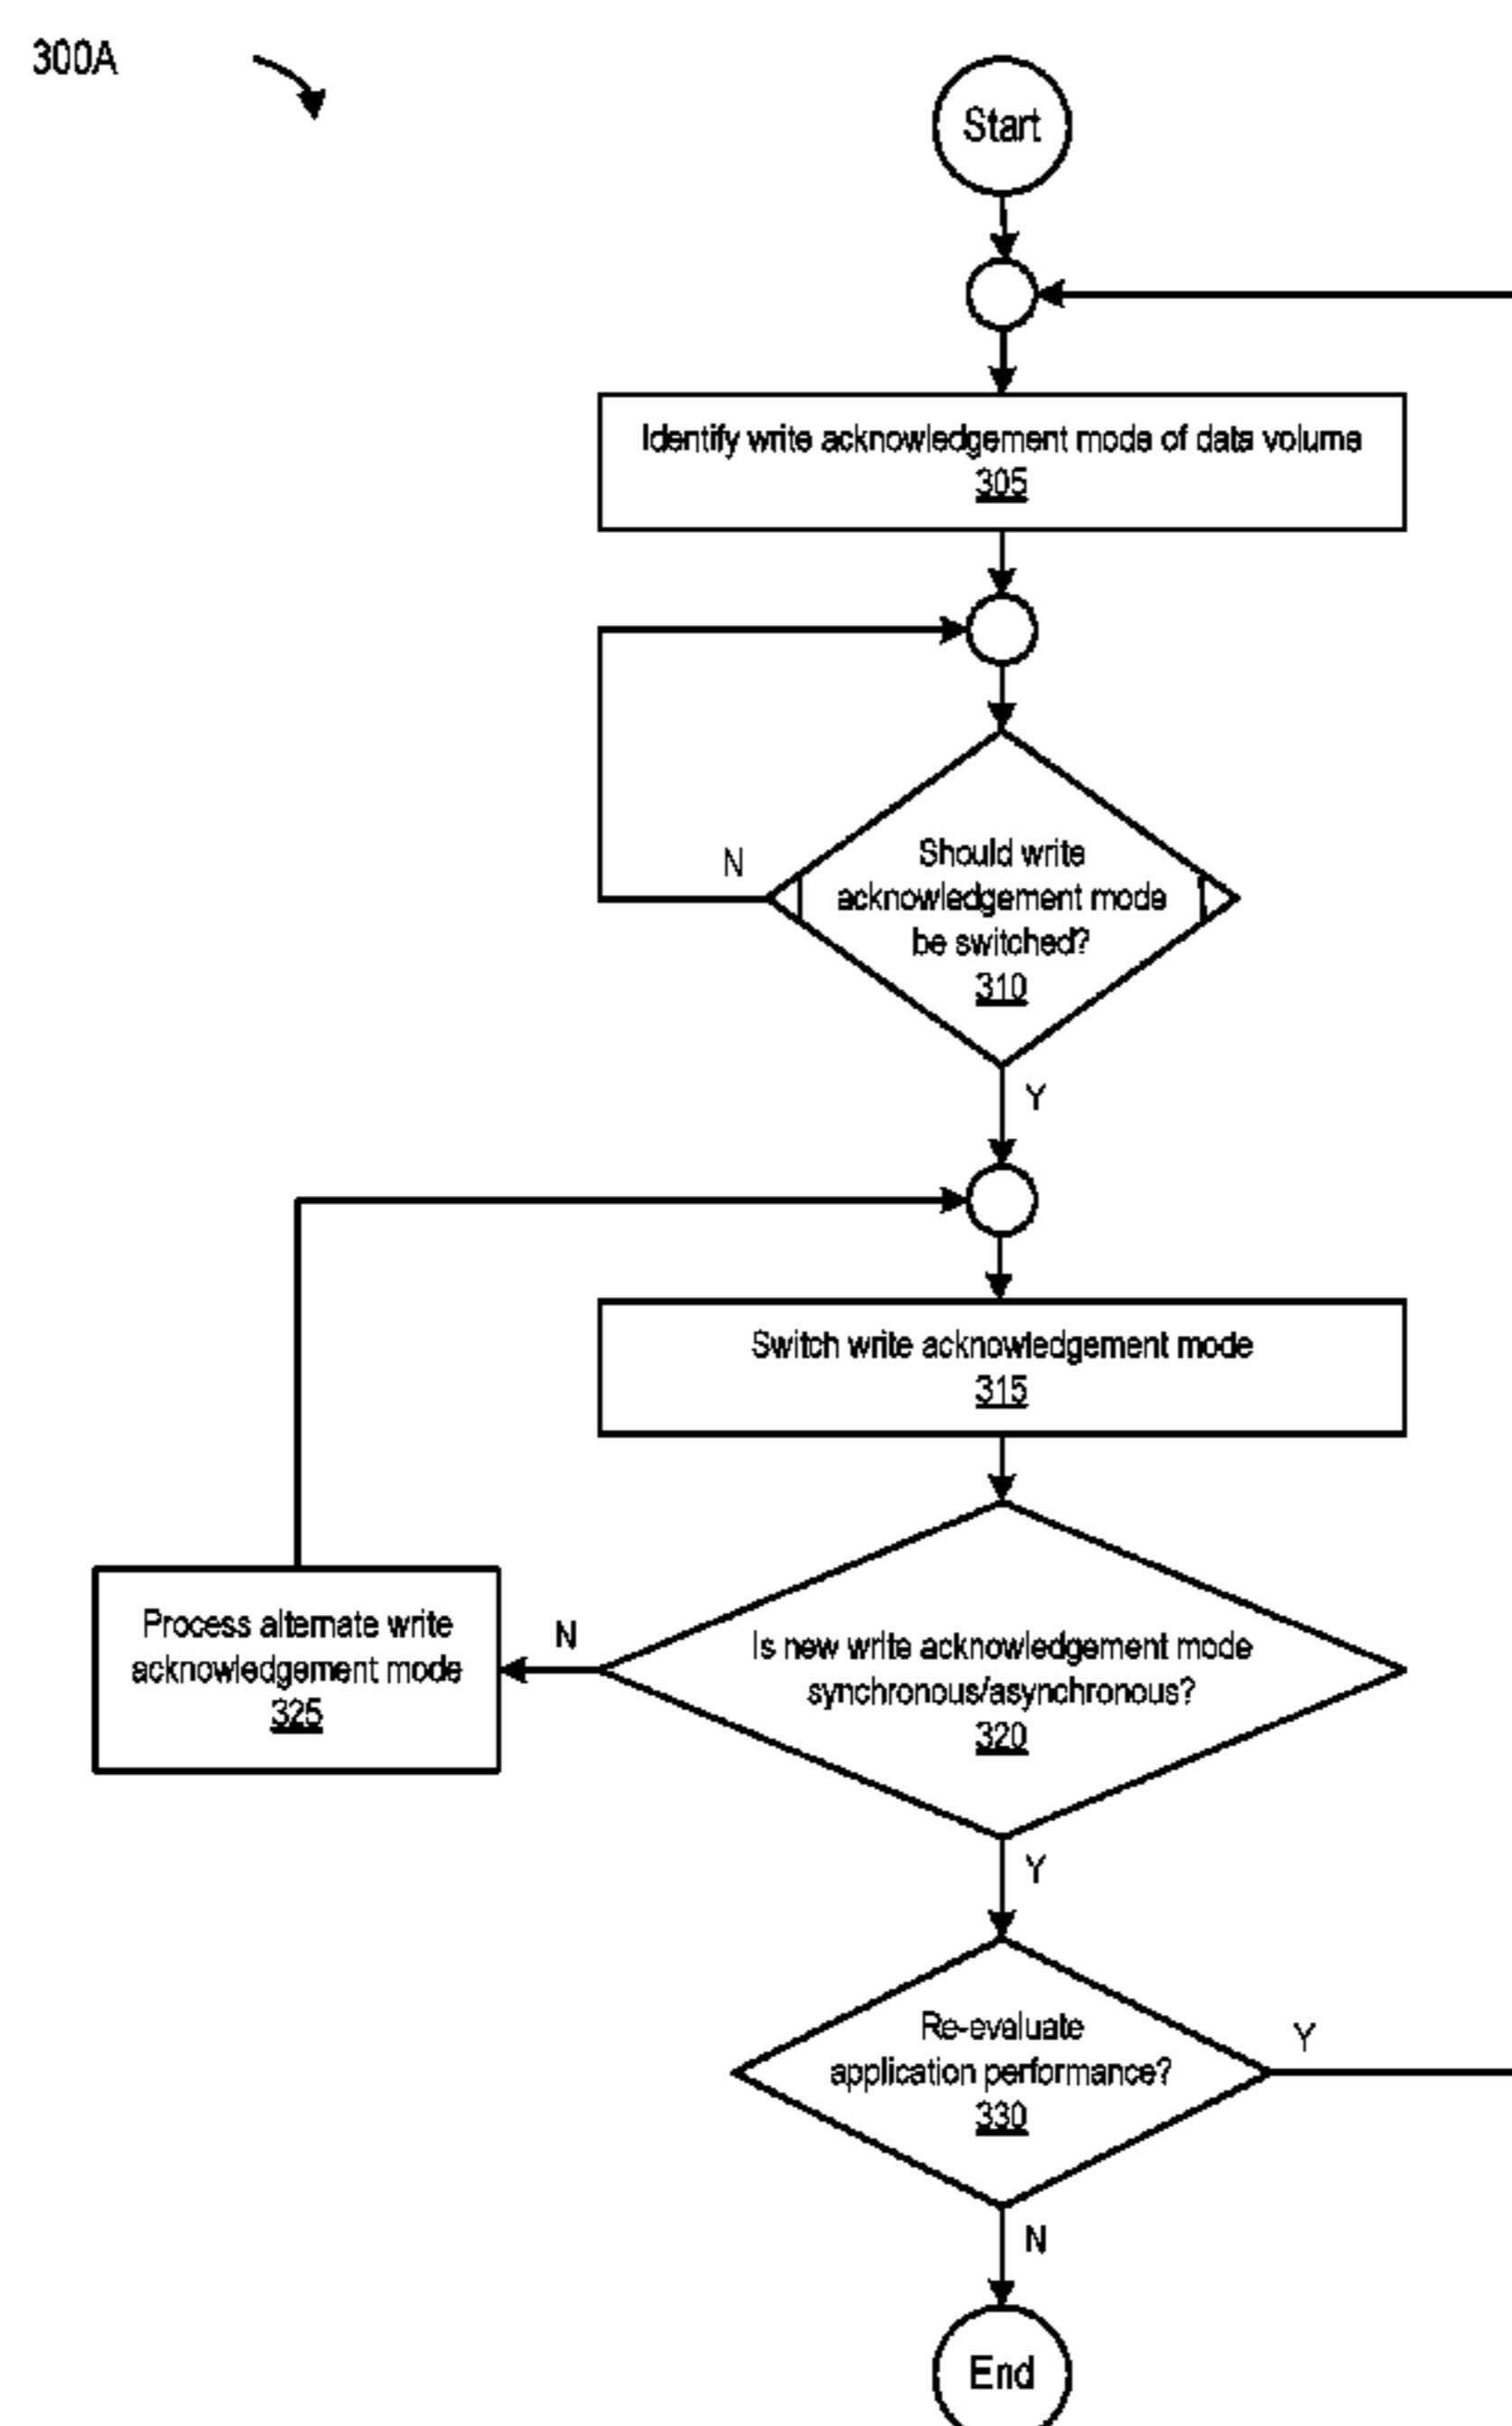 300A
Start
Identify write acknowledgement mode of data volume
305
N
Should write
acknowledgement mode
be switched?
310
Y
Switch write acknowledgement mode
315
Process alternate write
acknowledgement mode
325
N
Is new write acknowledgement mode
synchronous/asynchronous?
320
Y
Re-evaluate
application performance?
330
Y
N
End